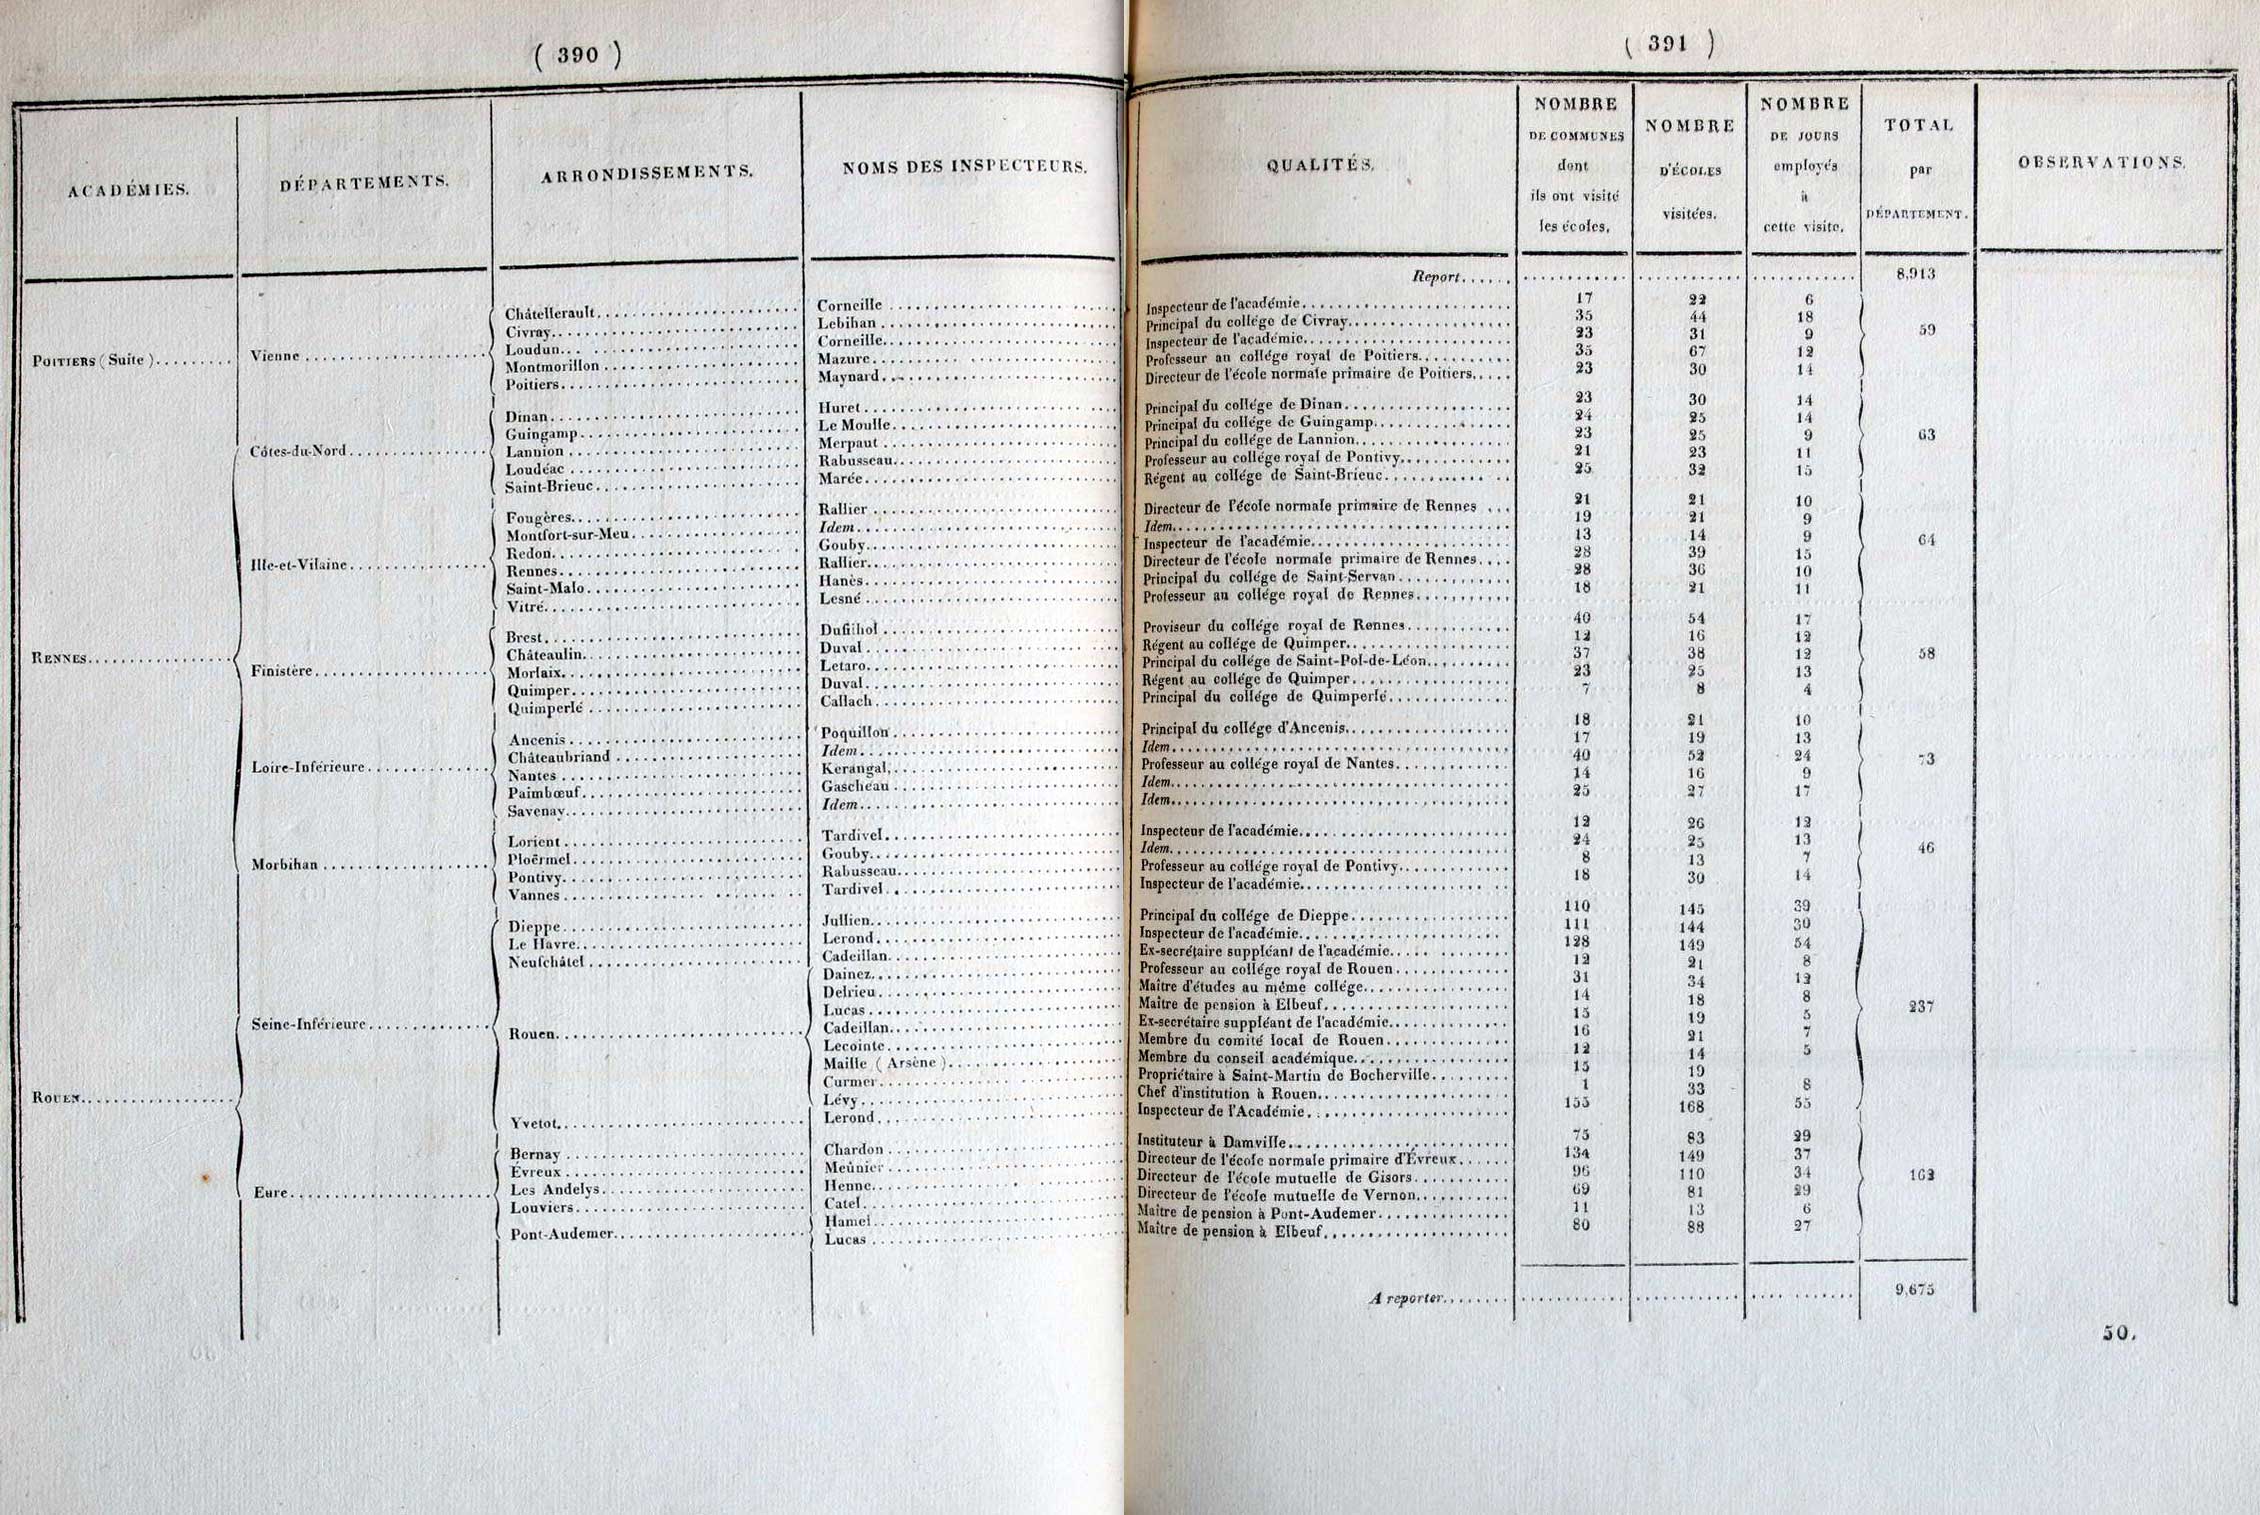 ( 390 )
ACADÉMIES. DÉPARTEMENTS. ARRONDISSEMENTS. NOMS DES INSPECTEURS.
Châtellerault Corneille
Civray Lebihan
Loudun Corneille
POITIERS (Suite) Vienne Montmorillon Mazure
Poitiers Maynard
Dinan Huret
Guingamp Le Moulle
Côtes-du-Nord Lannion Merpaut
Loudéac Rabusseau
Saint-Brieuc Marée
Fougères Rallier
Montfort-sur-Meu Idem
Redon Gouby
Ille-et-Vilaine Rennes Rallier
Saint-Malo Hanès
Vitré Lesné
Brest Dufilhol
RENNES Châteaulin Duval
Finistère Morlaix Letaro
Quimper Duval
Quimperlé Callach
Ancenis Poquillon
Châteaubriand Idem
Loire-Inférieure Nantes Kerangal
Paimbœuf Gascheau
Savenay Idem
Lorient Tardivel
Ploërmel Gouby
Morbihan Pontivy Rabusseau
Vannes Tardivel
Dieppe Jullien
Le Havre Lerond
Neufchâtel Cadeillan
Dainez
Delrieu
Lucas
Seine-Inférieure Rouen Cadeillan
Lecointe
Maille (Arsène)
Curmer
ROUEN Lévy
Yvetot Lerond
Bernay Chardon
Évreux Meûnier
Eure Les Andelys Henne
Louviers Catel
Pont-Audemer Hamel
Lucas
( 391 )
QUALITÉS. NOMBRE DE COMMUNES dont ils ont visité les écoles. NOMBRE D'ÉCOLES visitées. NOMBRE DE JOURS employés à cette visite. TOTAL par DÉPARTEMENT. OBSERVATIONS.
Report 8,913
Inspecteur de l'académie 17 22 6
Principal du collége de Civray 35 44 18
Inspecteur de l'académie 23 31 9 59
Professeur au collége royal de Poitiers 35 67 12
Directeur de l'école normale primaire de Poitiers 23 30 14
Principal du collége de Dinan 23 30 14
Principal du collége de Guingamp 24 25 14
Principal du collége de Lannion 23 25 9 63
Professeur au collége royal de Pontivy 21 23 11
Régent au collége de Saint-Brieuc 25 32 15
Directeur de l'école normale primaire de Rennes 21 21 10
Idem 19 21 9
Inspecteur de l'académie 13 14 9 64
Directeur de l'école normale primaire de Rennes 28 39 15
Principal du collége de Saint-Servan 28 36 10
Professeur au collége royal de Rennes 18 21 11
Proviseur du collége royal de Rennes 40 54 17
Régent au collége de Quimper 12 16 12
Principal du collége de Saint-Pol-de-Léon 37 38 12 58
Régent au collége de Quimper 23 25 13
Principal du collége de Quimperlé 7 8 4
Principal du collége d'Ancenis 18 21 10
Idem 17 19 13
Professeur au collége royal de Nantes 40 52 24 73
Idem 14 16 9
Idem 25 27 17
Inspecteur de l'académie 12 26 12
Idem 24 25 13 46
Professeur au collége royal de Pontivy 8 13 7
Inspecteur de l'académie 18 30 14
Principal du collége de Dieppe 110 145 39
Inspecteur de l'académie 111 144 30
Ex-secrétaire suppléant de l'académie 128 149 54
Professeur au collége royal de Rouen 12 21 8
Maître d'études au même collége 31 34 12
Maître de pension à Elbeuf 14 18 8 237
Ex-secrétaire suppléant de l'académie 15 19 5
Membre du comité local de Rouen 16 21 7
Membre du conseil académique 12 14 5
Propriétaire à Saint-Martin de Bocherville 15 19
Chef d'institution à Rouen 1 33 8
Inspecteur de l'Académie 155 168 55
Instituteur à Damville 75 83 29
Directeur de l'école normale primaire d'Évreux 134 149 37
Directeur de l'école mutuelle de Gisors 96 110 34 162
Directeur de l'école mutuelle de Vernon 69 81 29
Maître de pension à Pont-Audemer 11 13 6
Maître de pension à Elbeuf 80 88 27
A reporter 9,675
50.